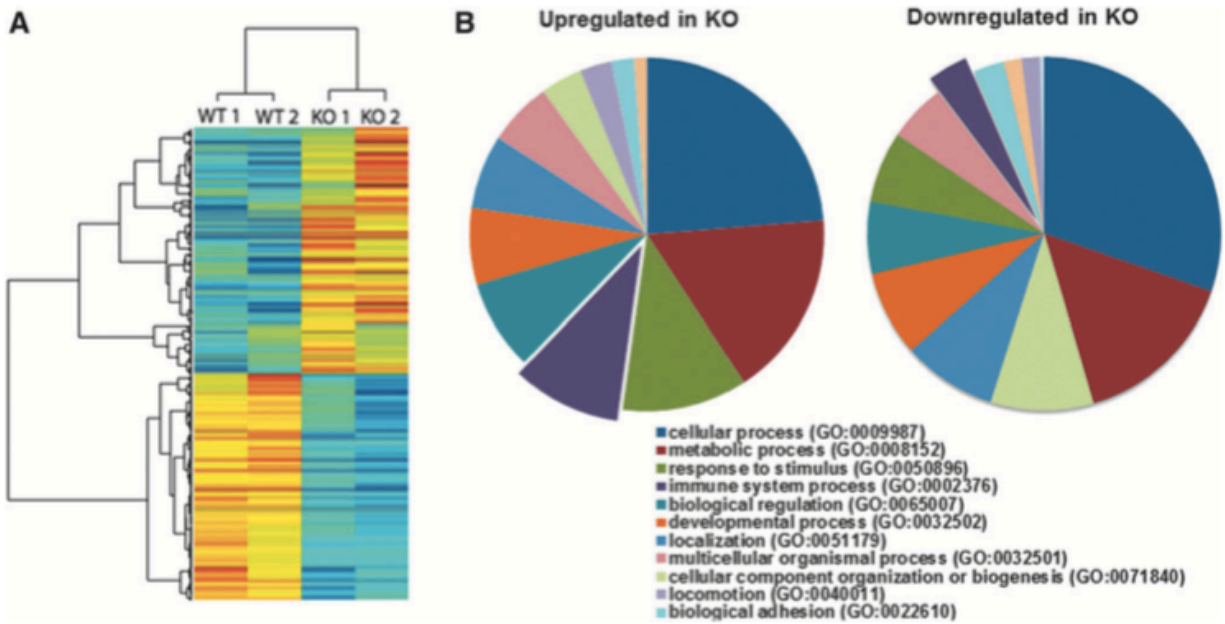 A
WT 1 WT 2 KO 1 KO 2
B
Upregulated in KO
Downregulated in KO
cellular process (GO:0009987)
metabolic process (GO:0008152)
response to stimulus (GO:0050896)
immune system process (GO:0002376)
biological regulation (GO:0065007)
developmental process (GO:0032502)
localization (GO:0051179)
multicellular organismal process (GO:0032501)
cellular component organization or biogenesis (GO:0071840)
locomotion (GO:0040011)
biological adhesion (GO:0022610)